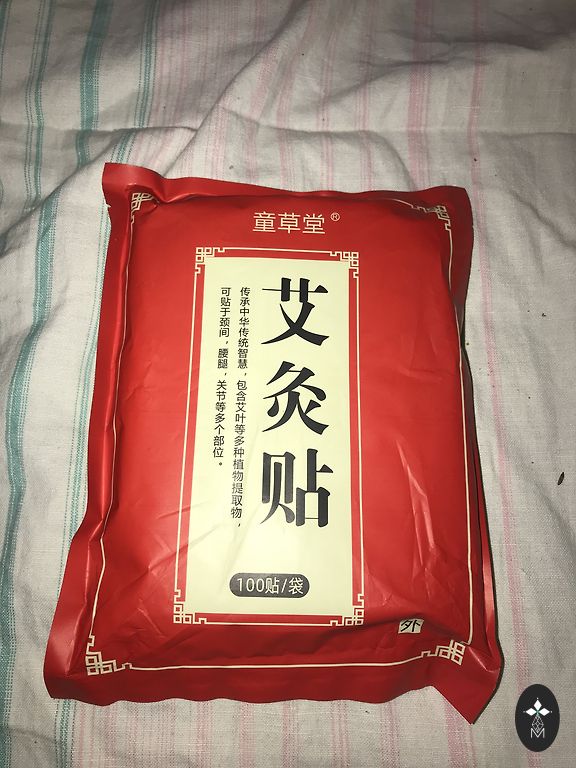 童草堂®
艾灸贴
传承中华传统智慧，包含艾叶等多种植物提取物，
可贴于颈间，腰腿，关节等多个部位。
100贴/袋
外
M